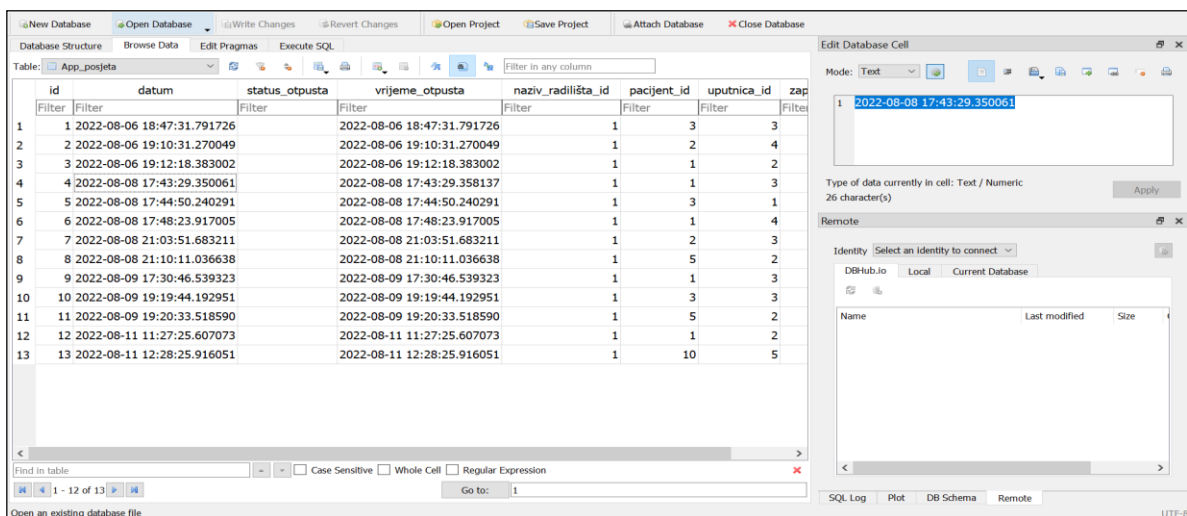 New Database Open Database Write Changes Revert Changes Open Project Save Project Attach Database Close Database
Database Structure Browse Data Edit Pragmas Execute SQL
Table: App_posjeta Filter in any column
id datum status_otpusta vrijeme_otpusta naziv_radilišta_id pacijent_id uputnica_id zap
Filter Filter Filter Filter Filter Filter Filter Filter
1 1 2022-08-06 18:47:31.791726 2022-08-06 18:47:31.791726 1 3 3
2 2 2022-08-06 19:10:31.270049 2022-08-06 19:10:31.270049 1 2 4
3 3 2022-08-06 19:12:18.383002 2022-08-06 19:12:18.383002 1 1 2
4 4 2022-08-08 17:43:29.350061 2022-08-08 17:43:29.358137 1 1 3
5 5 2022-08-08 17:44:50.240291 2022-08-08 17:44:50.240291 1 3 1
6 6 2022-08-08 17:48:23.917005 2022-08-08 17:48:23.917005 1 1 4
7 7 2022-08-08 21:03:51.683211 2022-08-08 21:03:51.683211 1 2 3
8 8 2022-08-08 21:10:11.036638 2022-08-08 21:10:11.036638 1 5 2
9 9 2022-08-09 17:30:46.539323 2022-08-09 17:30:46.539323 1 1 3
10 10 2022-08-09 19:19:44.192951 2022-08-09 19:19:44.192951 1 3 3
11 11 2022-08-09 19:20:33.518590 2022-08-09 19:20:33.518590 1 5 2
12 12 2022-08-11 11:27:25.607073 2022-08-11 11:27:25.607073 1 1 2
13 13 2022-08-11 12:28:25.916051 2022-08-11 12:28:25.916051 1 10 5
Find in table Case Sensitive Whole Cell Regular Expression
1 - 12 of 13 Go to: 1
Open an existing database file
Edit Database Cell
Mode: Text
1 2022-08-08 17:43:29.350061
Type of data currently in cell: Text / Numeric
26 character(s) Apply
Remote
Identity Select an identity to connect
DBHub.io Local Current Database
Name Last modified Size
SQL Log Plot DB Schema Remote